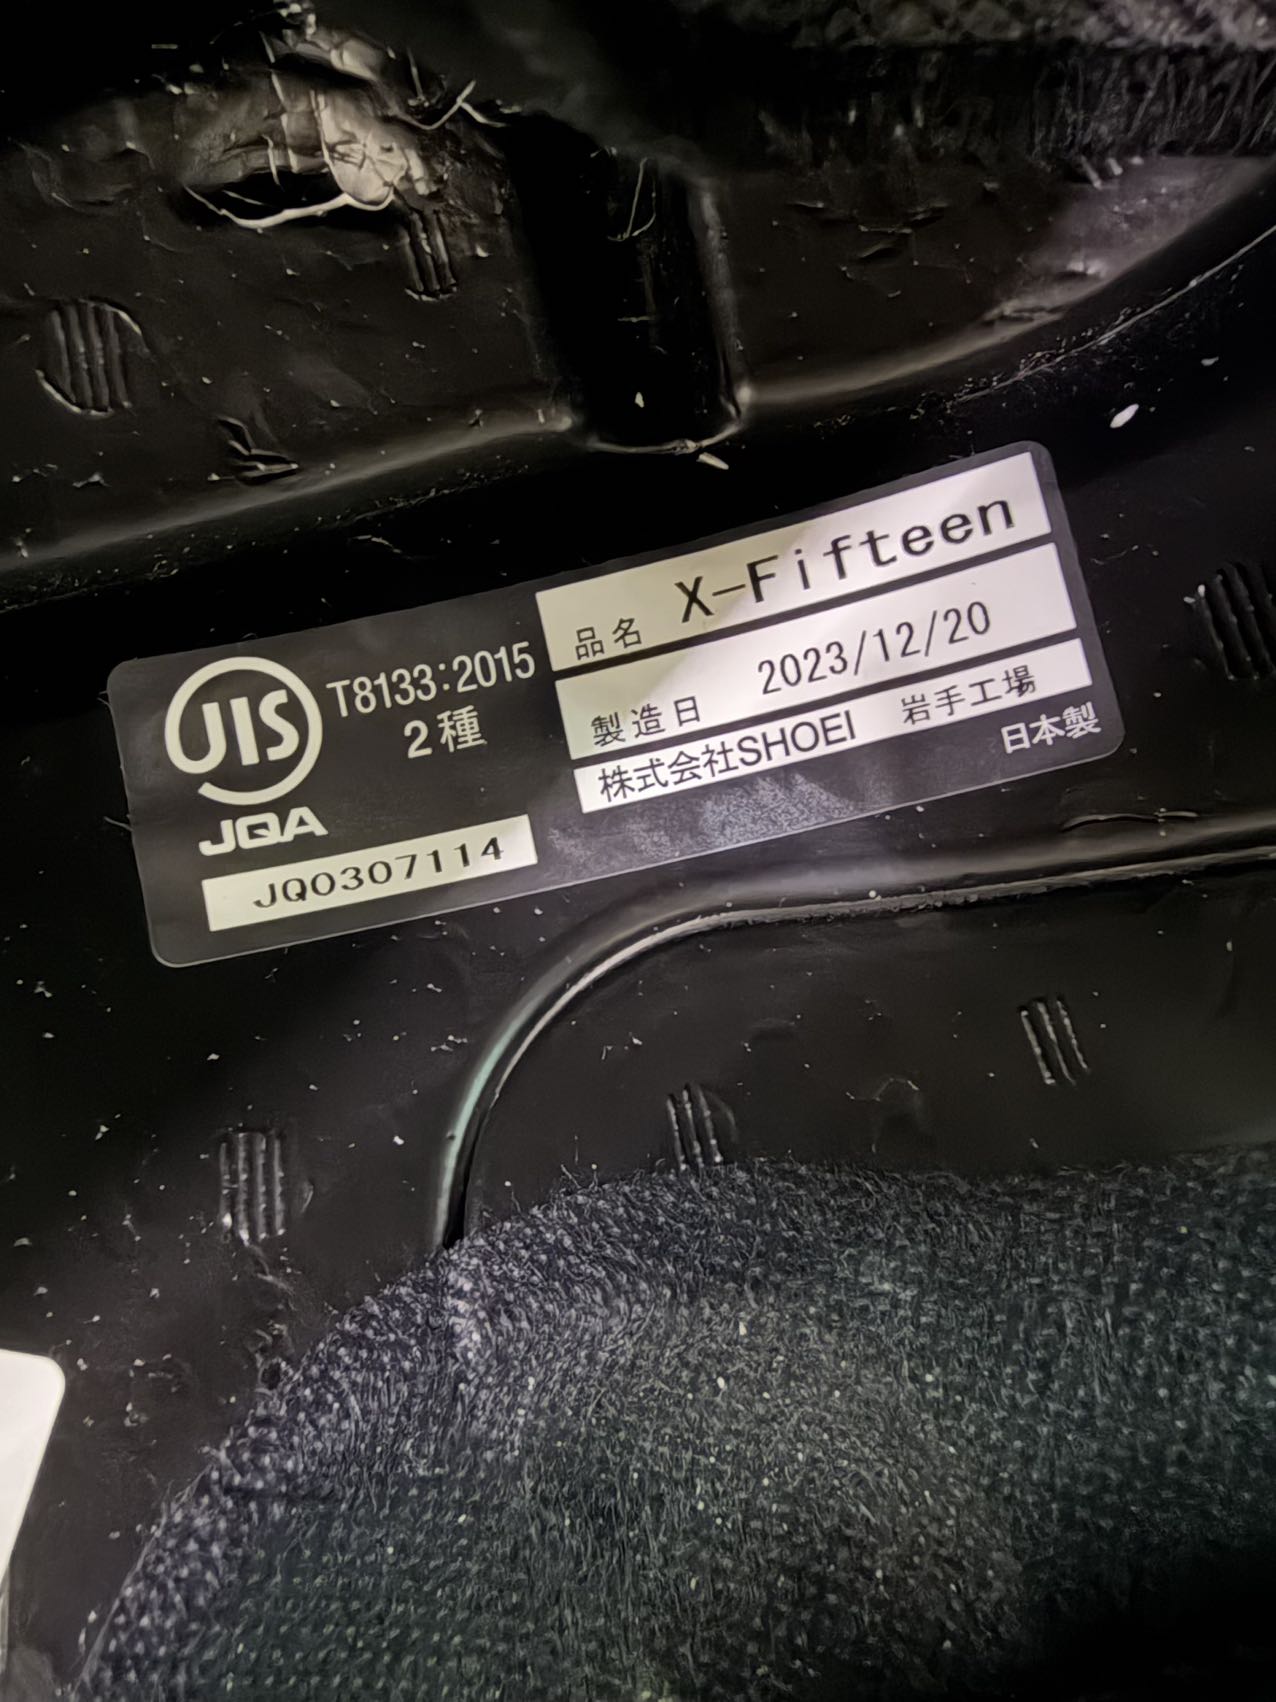 JIS
T8133:2015
2種
JQA
JQ0307114
品名 X-Fifteen
製造日 2023/12/20
株式会社SHOEI 岩手工場
日本製